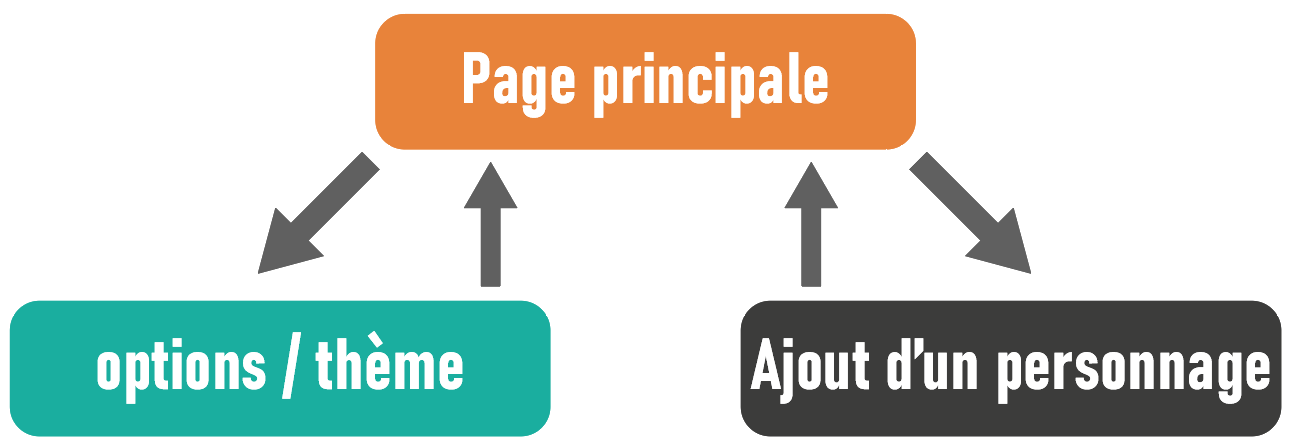 Page principale
options / thème
Ajout d’un personnage